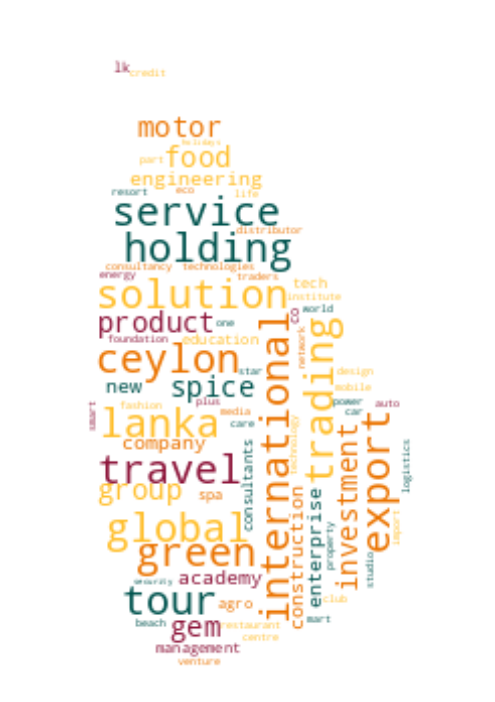 lk
credit
motor
holidays
part
food
engineering
resort
eco
life
service
distributor
holding
consultancy
technologies
energy
traders
solution
tech
institute
product
one
co
world
foundation
education
network
ceylon
star
design
new
spice
mobile
smart
fashion
plus
media
power
car
auto
lanka
care
international
trading
company
technology
export
logistics
travel
consultants
investment
group
spa
construction
enterprise
import
global
property
green
studio
security
academy
tour
agro
club
beach
gem
restaurant
mart
centre
management
venture